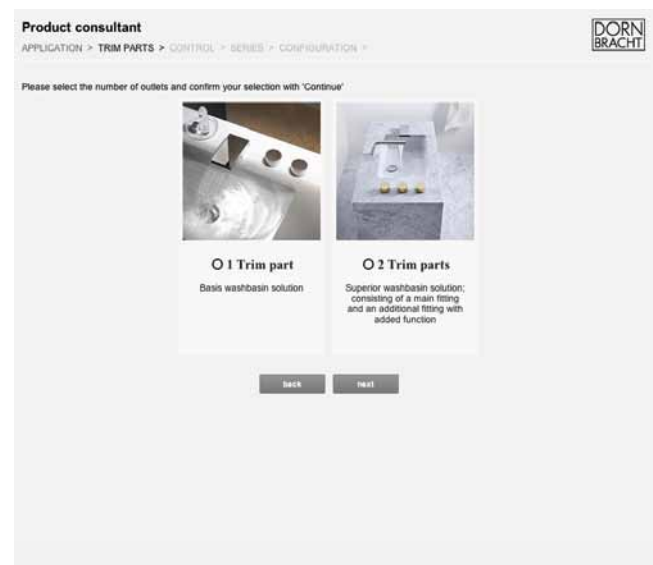 Product consultant
DORN
BRACHT
APPLICATION > TRIM PARTS > CONTROL > SERIES > CONFIGURATION >
Please select the number of outlets and confirm your selection with 'Continue'
1 Trim part
Basis washbasin solution
2 Trim parts
Superior washbasin solution;
consisting of a main fitting
and an additional fitting with
added function
back
next